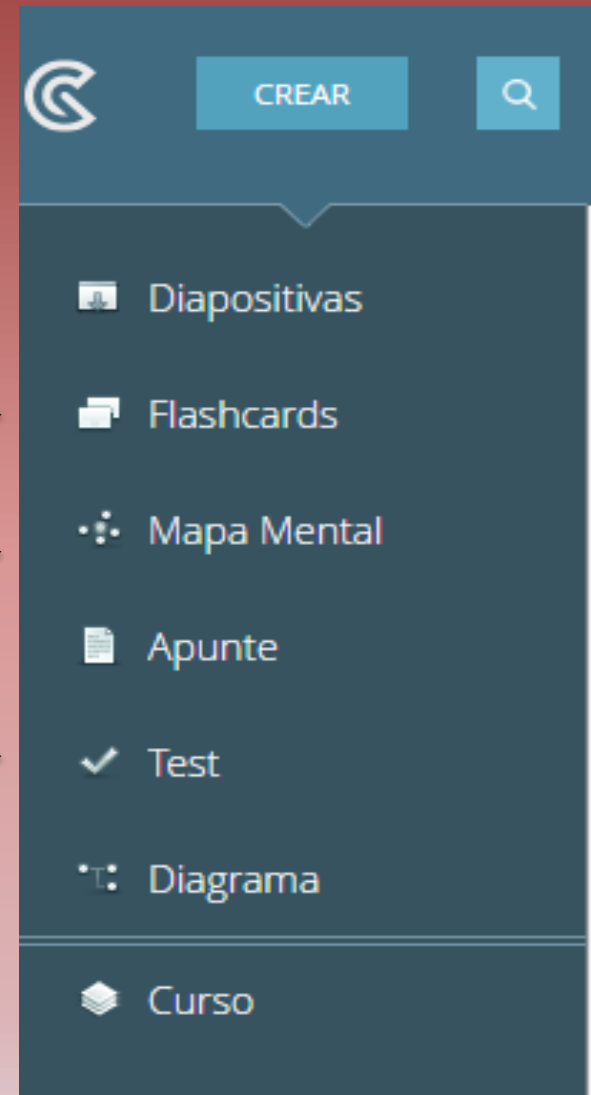 CREAR
Diapositivas
Flashcards
Mapa Mental
Apunte
Test
Diagrama
Curso